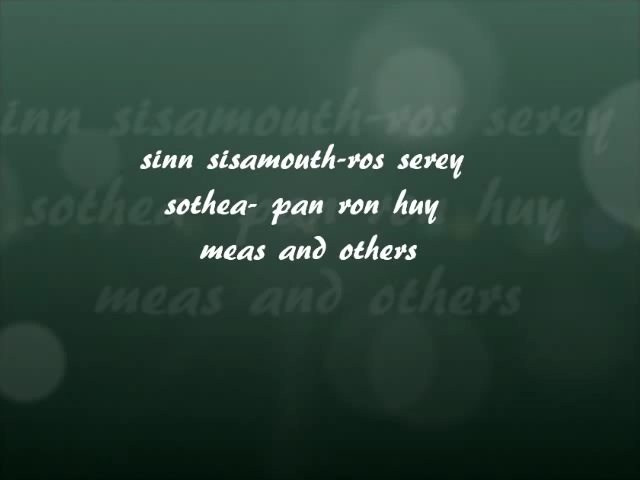 sinn sisamouth-ros serey
sothea- pan ron huy
meas and others